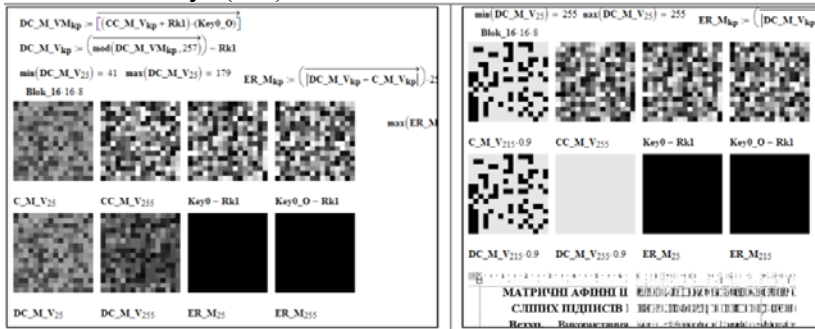 DC_M_VMkp := [(CC_M_Vkp + Rk1)·(Key0_O)]
DC_M_Vkp := (mod(DC_M_VMkp, 257)) − Rk1
min(DC_M_V25) = 41 max(DC_M_V25) = 179 ER_Mkp := (|DC_M_Vkp − C_M_Vkp|)·25
Blok_16·16·8
max(ER_M
C_M_V25 CC_M_V255 Key0 − Rk1 Key0_O − Rk1
DC_M_V25 DC_M_V255 ER_M25 ER_M255
min(DC_M_V25) = 255 max(DC_M_V25) = 255 ER_Mkp := (|DC_M_Vkp
Blok_16·16·8
C_M_V215·0.9 CC_M_V255 Key0 − Rk1 Key0_O − Rk1
DC_M_V215·0.9 DC_M_V255·0.9 ER_M25 ER_M215
МАТРИЧНІ АФІННІ
СЛІПИХ ПІДПИСІВ
Вступ. Використання